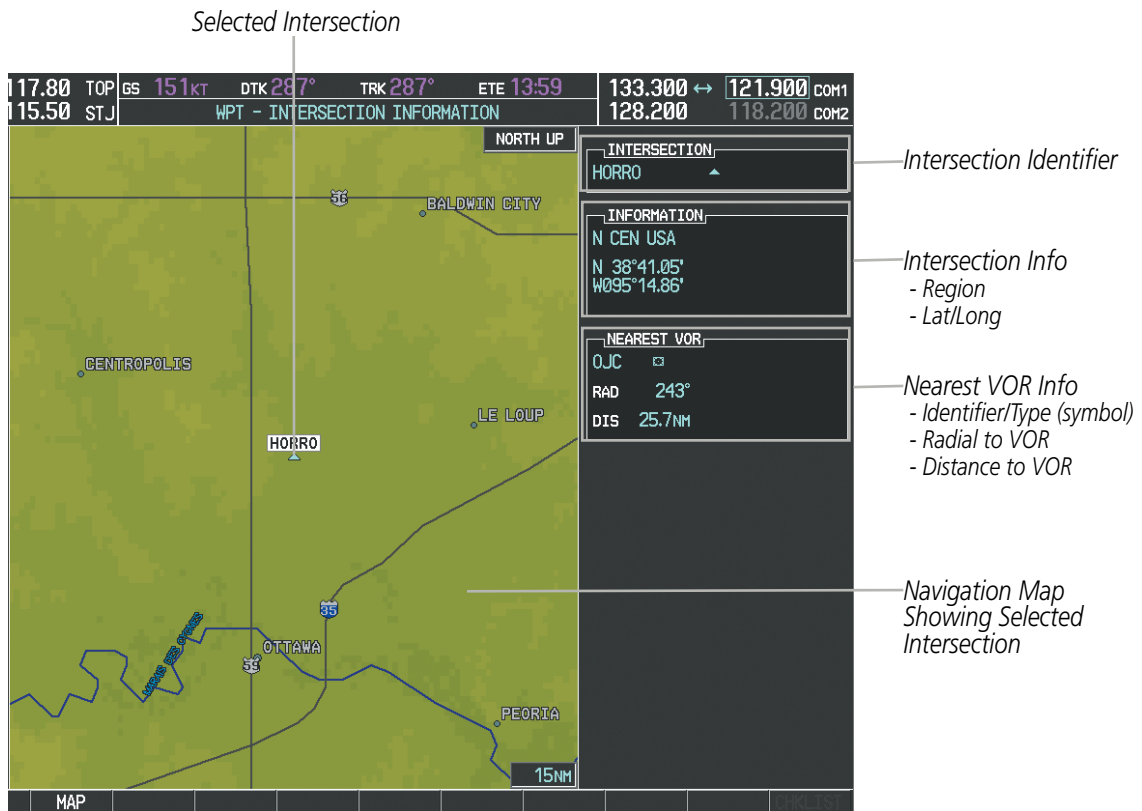 Selected Intersection
117.80 TOP GS 151KT DTK 287° TRK 287° ETE 13:59 133.300 ↔ 121.900 COM1
115.50 STJ WPT - INTERSECTION INFORMATION 128.200 118.200 COM2
NORTH UP
56
BALDWIN CITY
CENTROPOLIS
LE LOUP
HORRO
35
MARAIS DES CYGNES
OTTAWA
59
PEORIA
15NM
INTERSECTION
HORRO
INFORMATION
N CEN USA
N 38°41.05'
W095°14.86'
NEAREST VOR
OJC
RAD 243°
DIS 25.7NM
Intersection Identifier
Intersection Info
- Region
- Lat/Long
Nearest VOR Info
- Identifier/Type (symbol)
- Radial to VOR
- Distance to VOR
Navigation Map
Showing Selected
Intersection
MAP CHKLIST